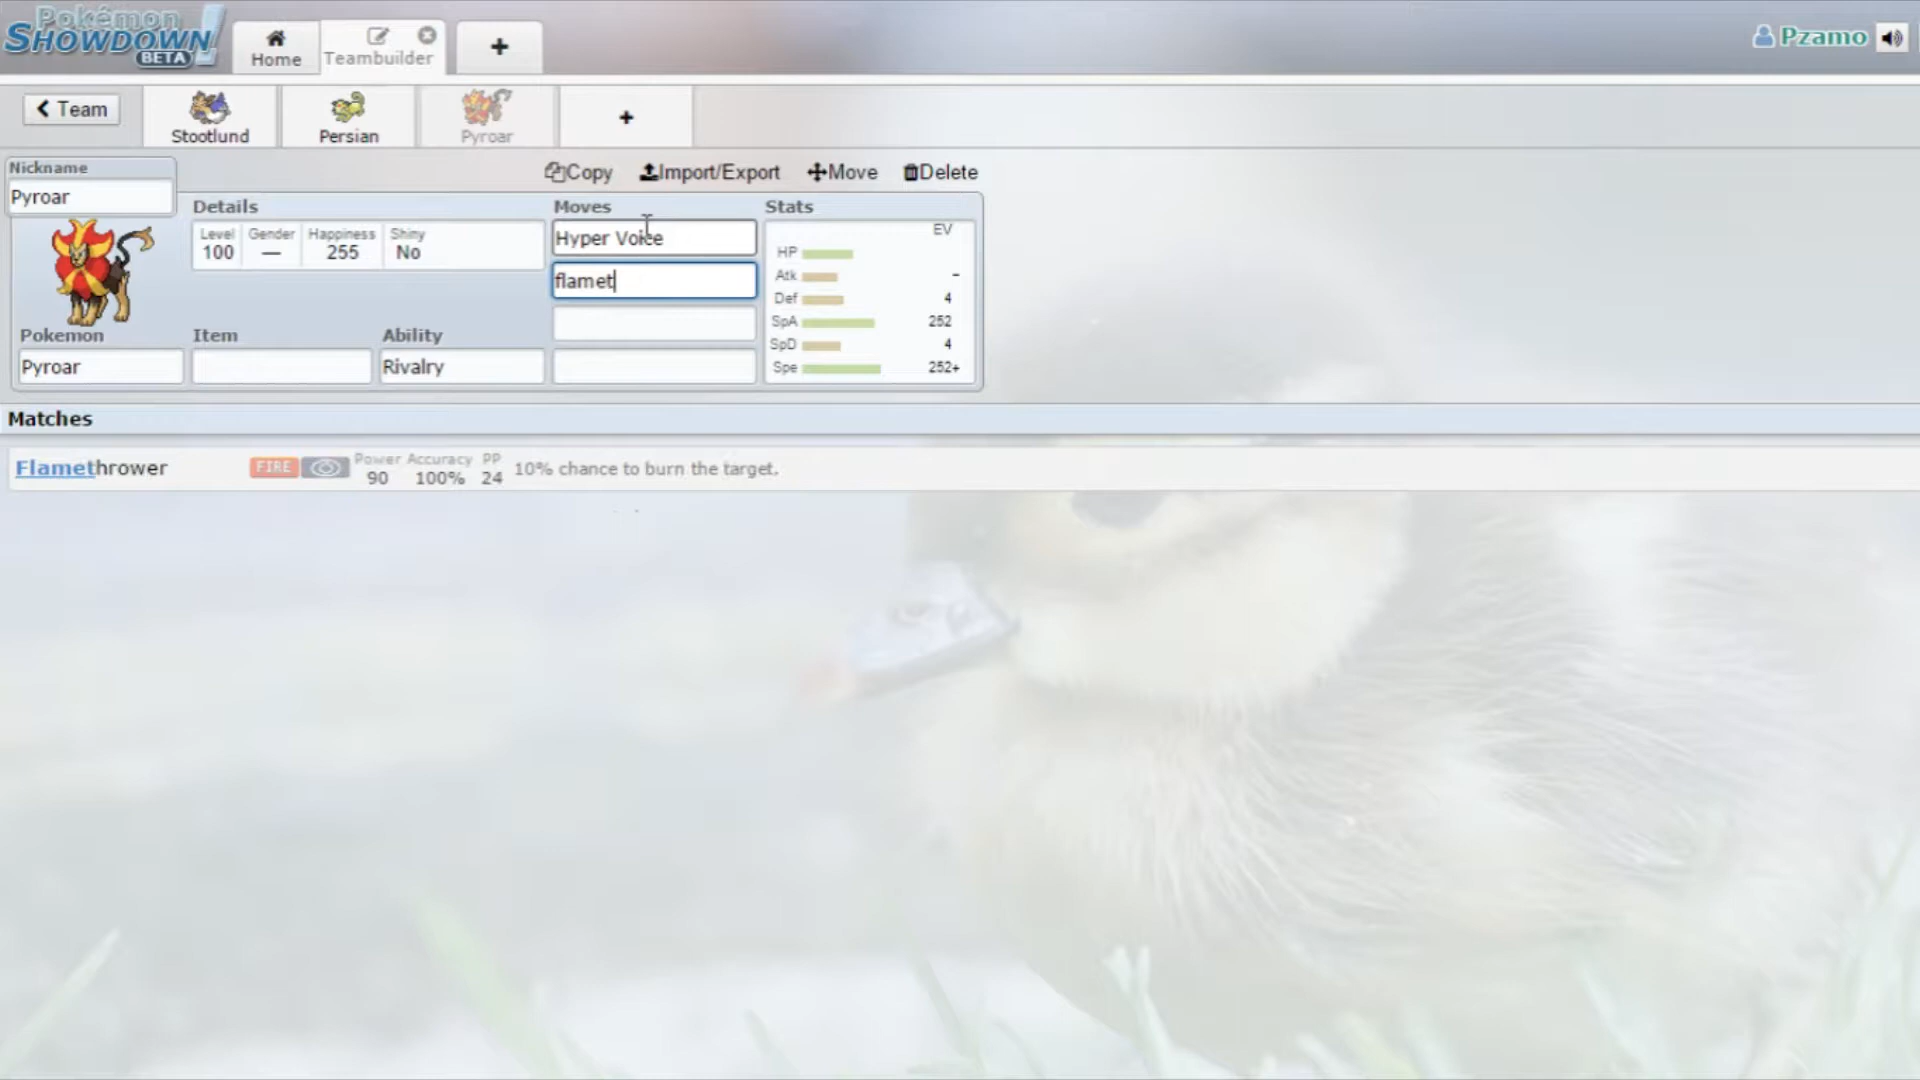 Pokémon
SHOWDOWN!
BETA
Home
Teambuilder
Pzamo
Team
Stootlund
Persian
Pyroar
Nickname
Pyroar
Copy
Import/Export
Move
Delete
Details
Level
100
Gender
—
Happiness
255
Shiny
No
Moves
Hyper Voice
flamet
Stats
EV
HP
Atk –
Def 4
SpA 252
SpD 4
Spe 252+
Pokemon
Pyroar
Item
Ability
Rivalry
Matches
Flamethrower
FIRE
Power
90
Accuracy
100%
PP
24
10% chance to burn the target.